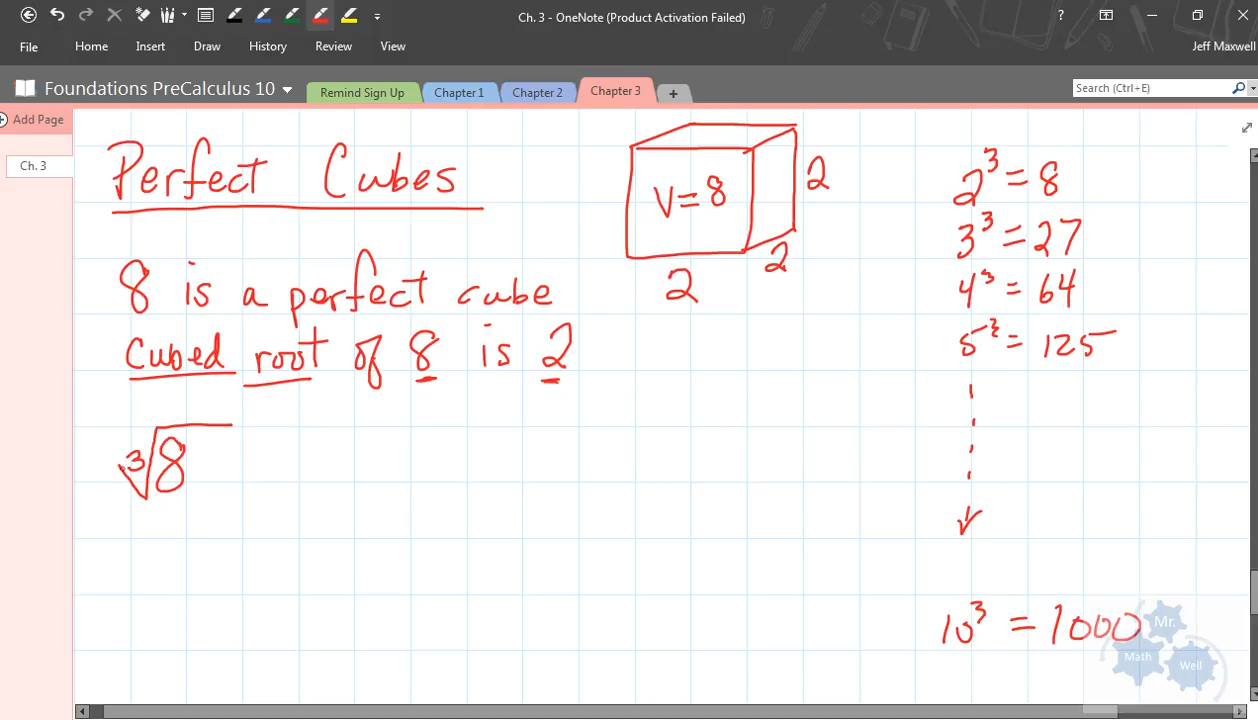 Ch. 3 - OneNote (Product Activation Failed)
?
File Home Insert Draw History Review View
Jeff Maxwell
Foundations PreCalculus 10
Remind Sign Up
Chapter 1
Chapter 2
Chapter 3
+
Search (Ctrl+E)
Add Page
Ch. 3
Perfect Cubes
8 is a perfect cube
cubed root of 8 is 2
∛8
V=8
2
2
2
2³=8
3³=27
4³=64
5³=125
10³=1000
Mr.
Math
Well